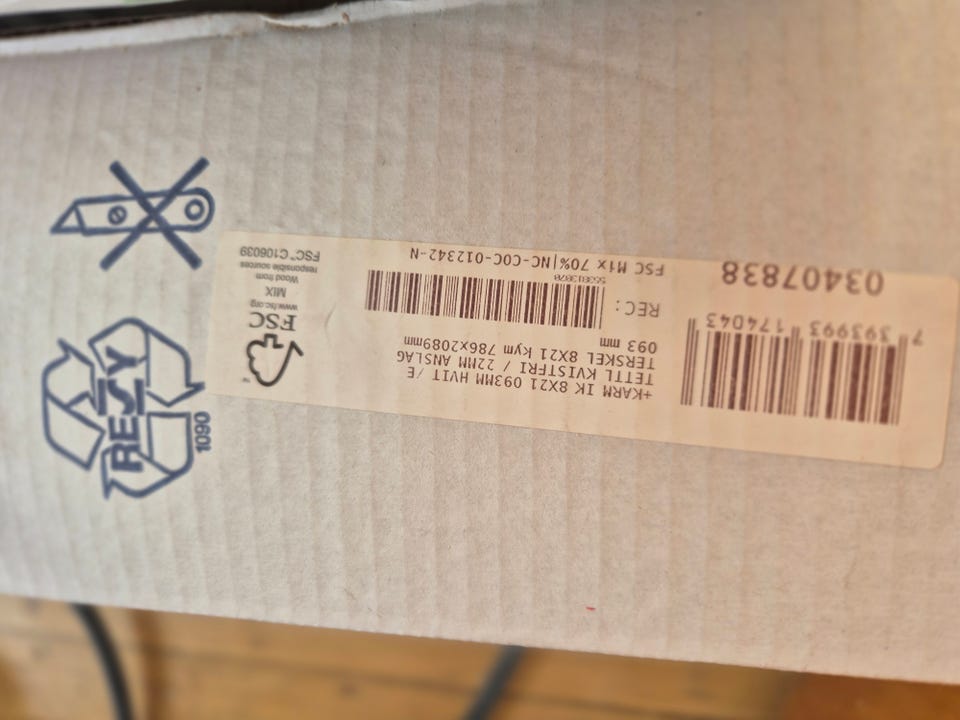 +KARM IK 8X21 093MM HVIT /E
TETTL KVISTFRI / 22MM ANSLAG
TERSKEL 8X21 kym 786x2089mm
093 mm
REC:
FSC Mix 70%|NC-COC-012342-N
7 393993 174043
03407838
™
FSC
www.fsc.org
MIX
Wood from
responsible sources
FSC™ C106039
RESY
1090